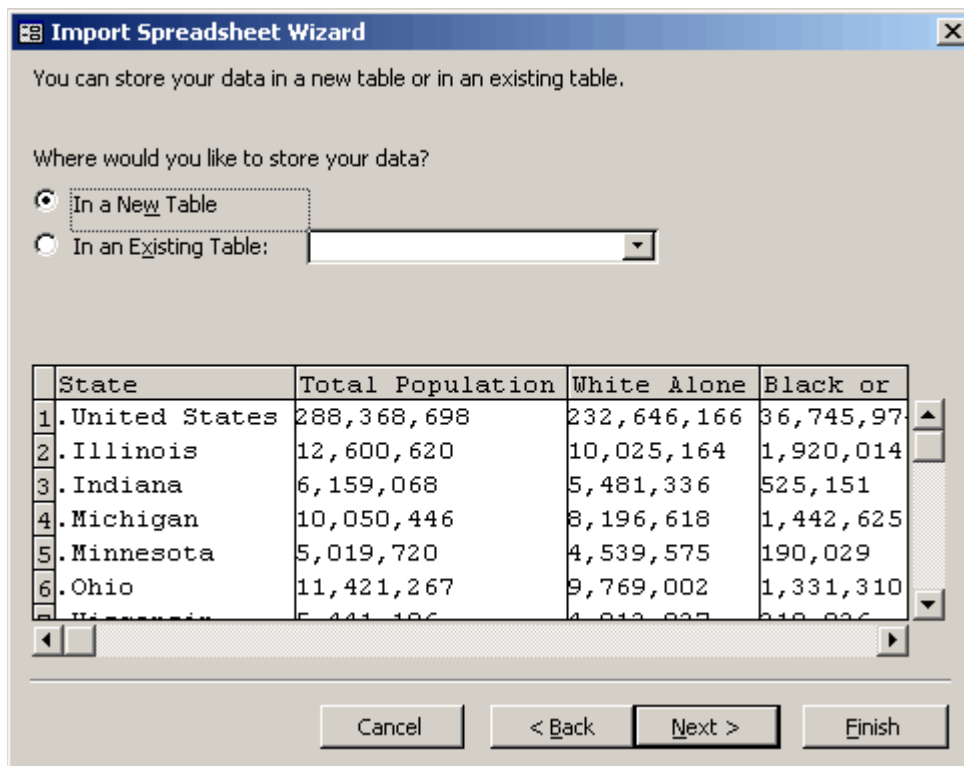 Import Spreadsheet Wizard
You can store your data in a new table or in an existing table.
Where would you like to store your data?
In a New Table
In an Existing Table:
State Total Population White Alone Black or
1 .United States 288,368,698 232,646,166 36,745,97
2 .Illinois 12,600,620 10,025,164 1,920,014
3 .Indiana 6,159,068 5,481,336 525,151
4 .Michigan 10,050,446 8,196,618 1,442,625
5 .Minnesota 5,019,720 4,539,575 190,029
6 .Ohio 11,421,267 9,769,002 1,331,310
Cancel < Back Next > Finish